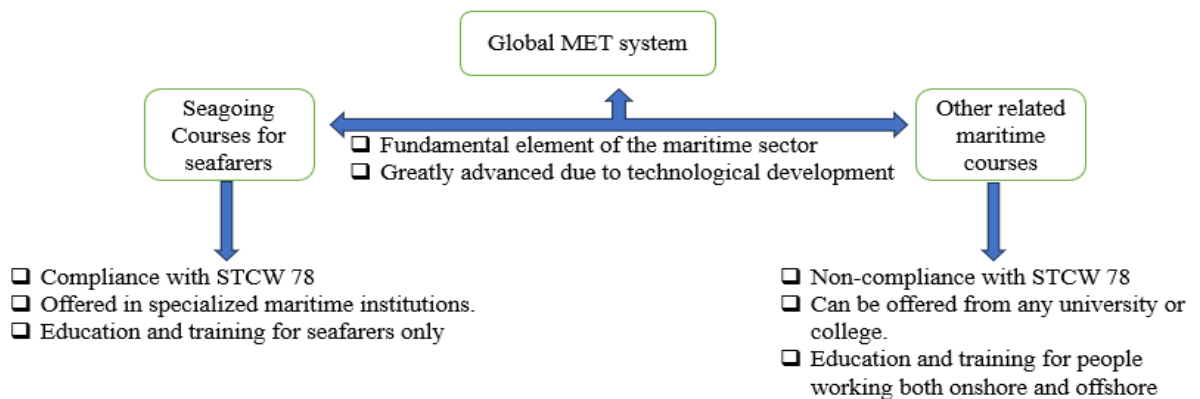 Global MET system
Seagoing
Courses for
seafarers
Other related
maritime
courses
❑ Fundamental element of the maritime sector
❑ Greatly advanced due to technological development
❑ Compliance with STCW 78
❑ Offered in specialized maritime institutions.
❑ Education and training for seafarers only
❑ Non-compliance with STCW 78
❑ Can be offered from any university or
college.
❑ Education and training for people
working both onshore and offshore